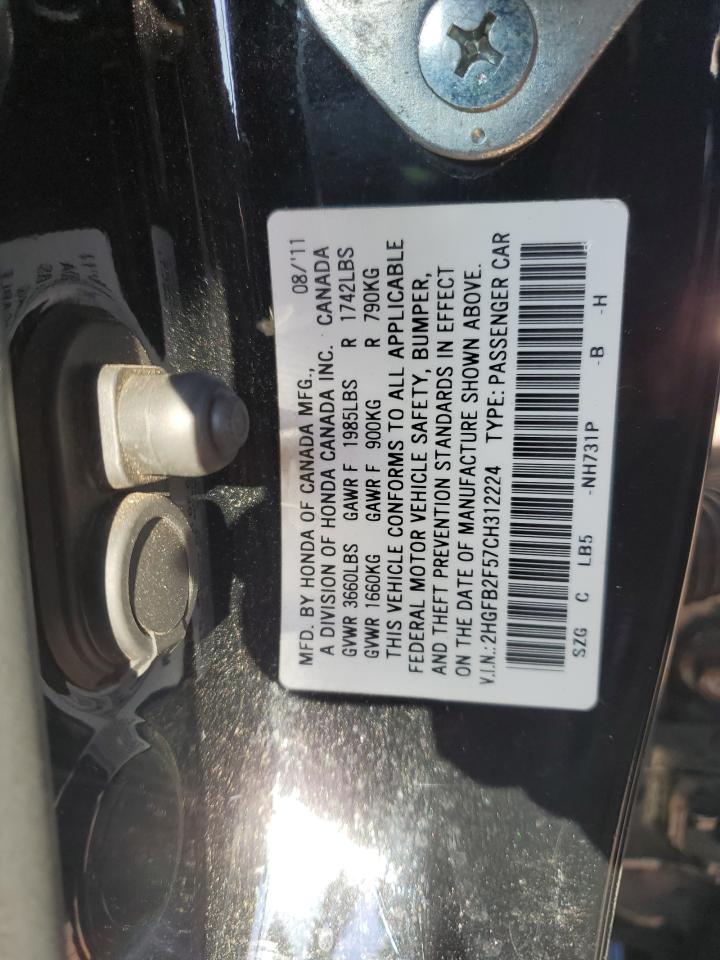 MFD. BY HONDA OF CANADA MFG., 08/'11
A DIVISION OF HONDA CANADA INC. CANADA
GVWR 3660LBS GAWR F 1985LBS R 1742LBS
GVWR 1660KG GAWR F 900KG R 790KG
THIS VEHICLE CONFORMS TO ALL APPLICABLE
FEDERAL MOTOR VEHICLE SAFETY, BUMPER,
AND THEFT PREVENTION STANDARDS IN EFFECT
ON THE DATE OF MANUFACTURE SHOWN ABOVE.
V.I.N.:2HGFB2F57CH312224 TYPE:PASSENGER CAR
SZG C LB5 -NH731P -B -H